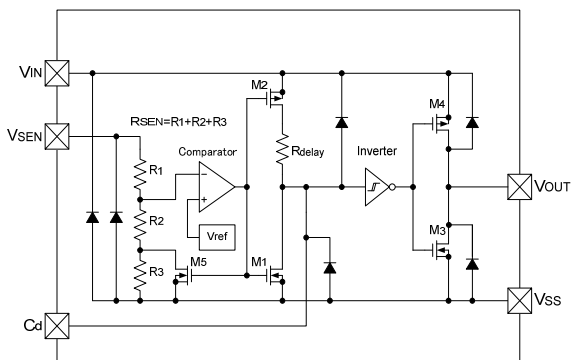 VIN
M2
M4
RSEN=R1+R2+R3
VSEN
Comparator
Rdelay
Inverter
R1
−
+
R2
VOUT
Vref
M3
R3
M5
M1
VSS
Cd